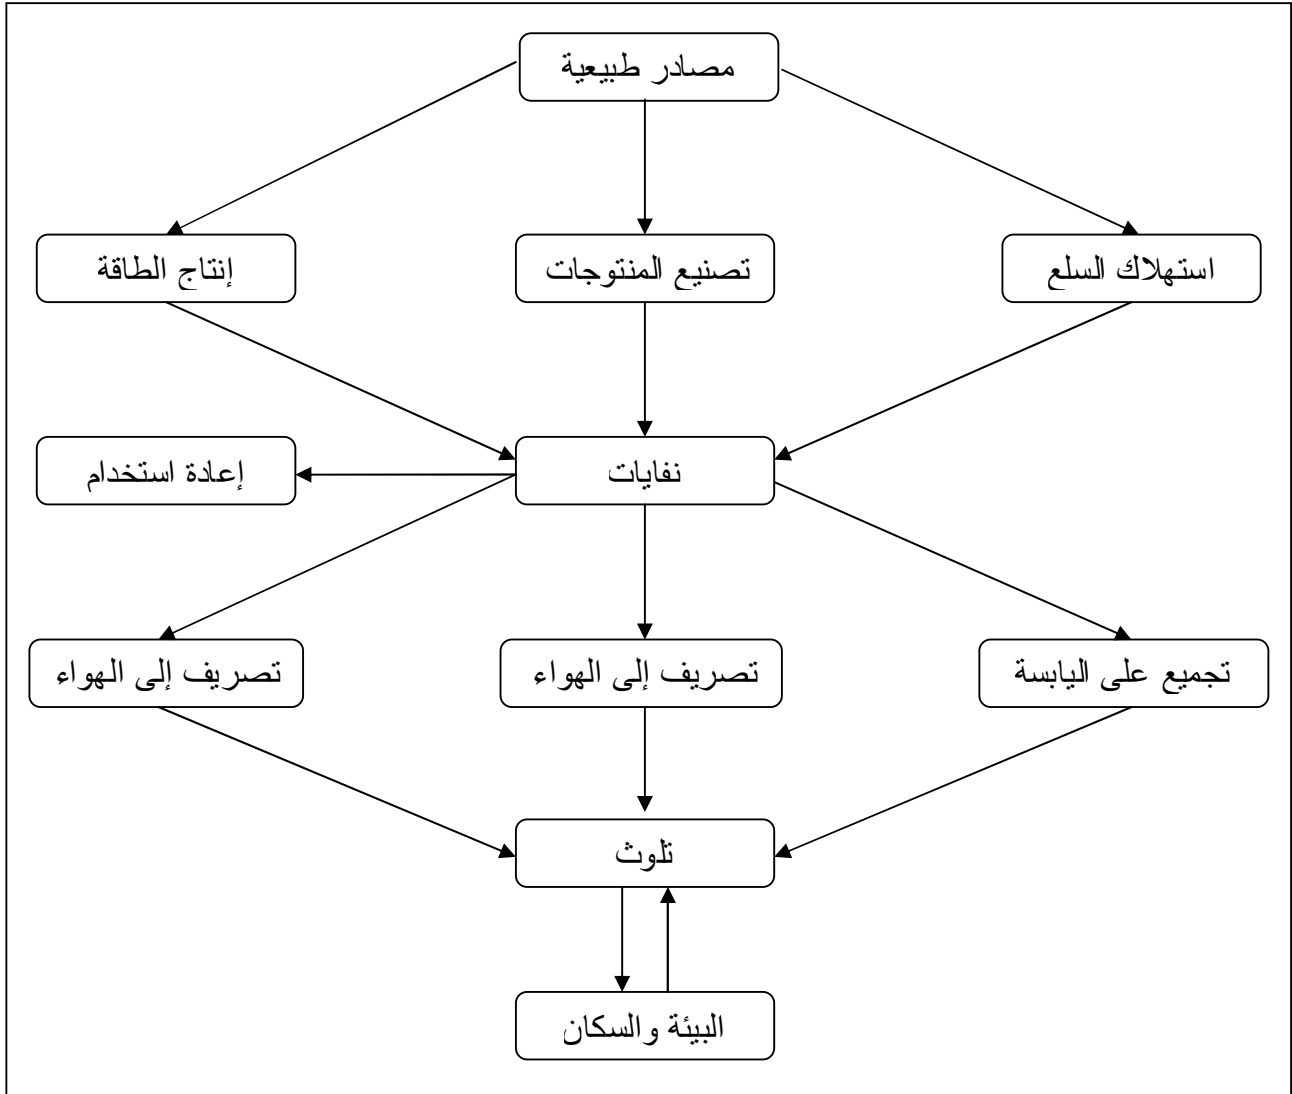 مصادر طبيعية
استهلاك السلع
تصنيع المنتوجات
إنتاج الطاقة
نفايات
إعادة استخدام
تجميع على اليابسة
تصريف إلى الهواء
تصريف إلى الهواء
تلوث
البيئة والسكان